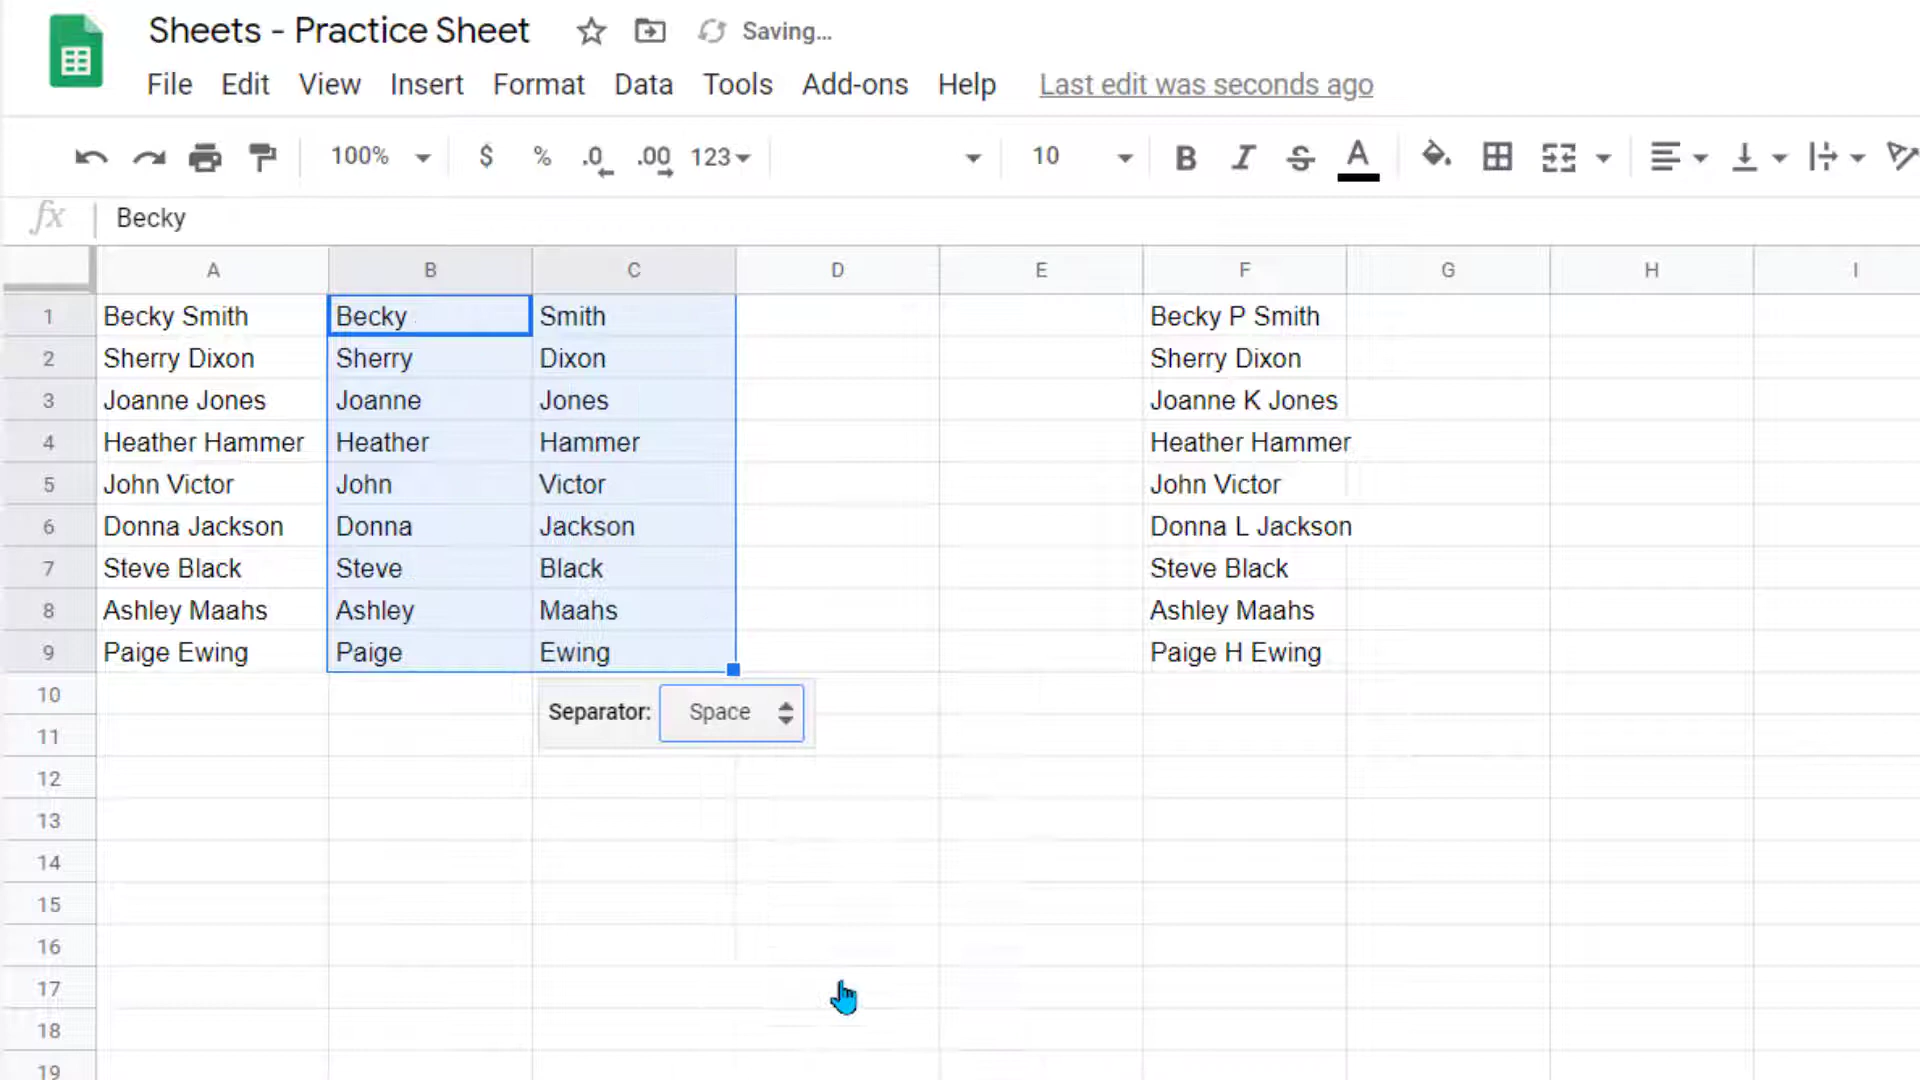 Sheets - Practice Sheet Saving...
File Edit View Insert Format Data Tools Add-ons Help Last edit was seconds ago
100% $ % .0 .00 123 10 B I S A
fx Becky
A B C D E F G H I
1 Becky Smith Becky Smith Becky P Smith
2 Sherry Dixon Sherry Dixon Sherry Dixon
3 Joanne Jones Joanne Jones Joanne K Jones
4 Heather Hammer Heather Hammer Heather Hammer
5 John Victor John Victor John Victor
6 Donna Jackson Donna Jackson Donna L Jackson
7 Steve Black Steve Black Steve Black
8 Ashley Maahs Ashley Maahs Ashley Maahs
9 Paige Ewing Paige Ewing Paige H Ewing
10 Separator: Space
11
12
13
14
15
16
17
18
19